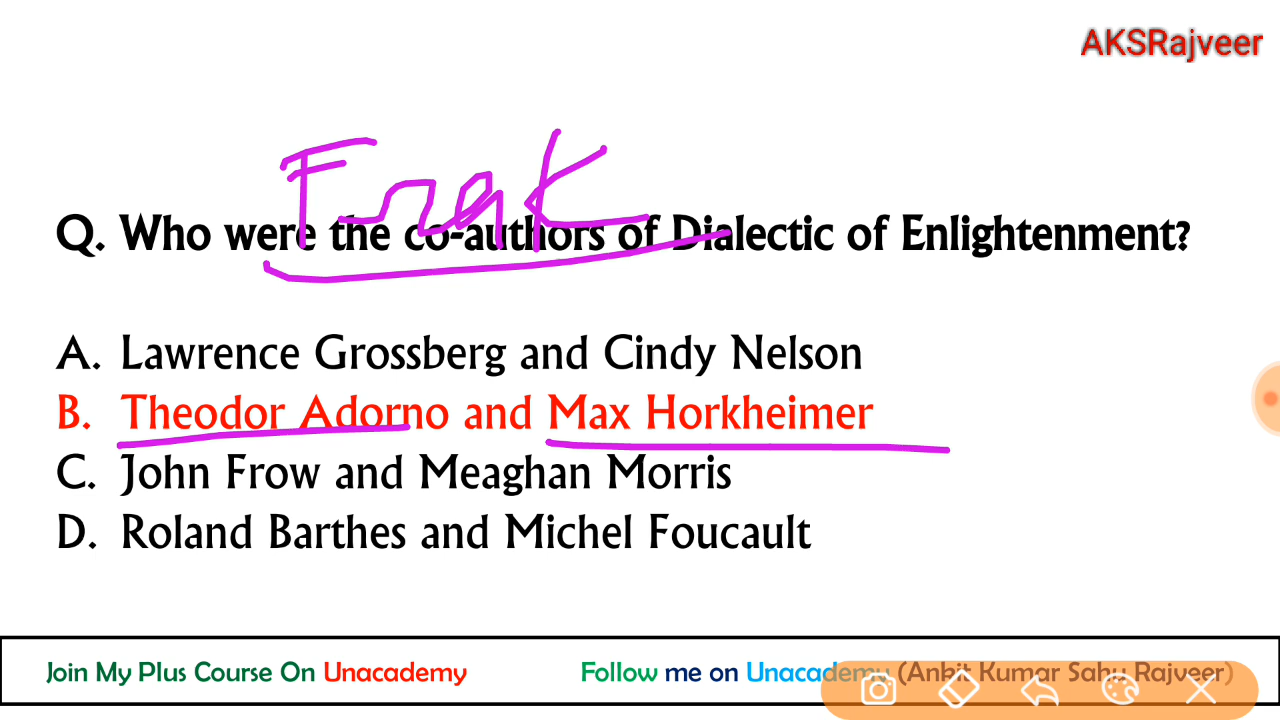 AKSRajveer
Frak
Q. Who were the co-authors of Dialectic of Enlightenment?
A. Lawrence Grossberg and Cindy Nelson
B. Theodor Adorno and Max Horkheimer
C. John Frow and Meaghan Morris
D. Roland Barthes and Michel Foucault
Join My Plus Course On Unacademy Follow me on Unacademy (Ankit Kumar Sahu Rajveer)